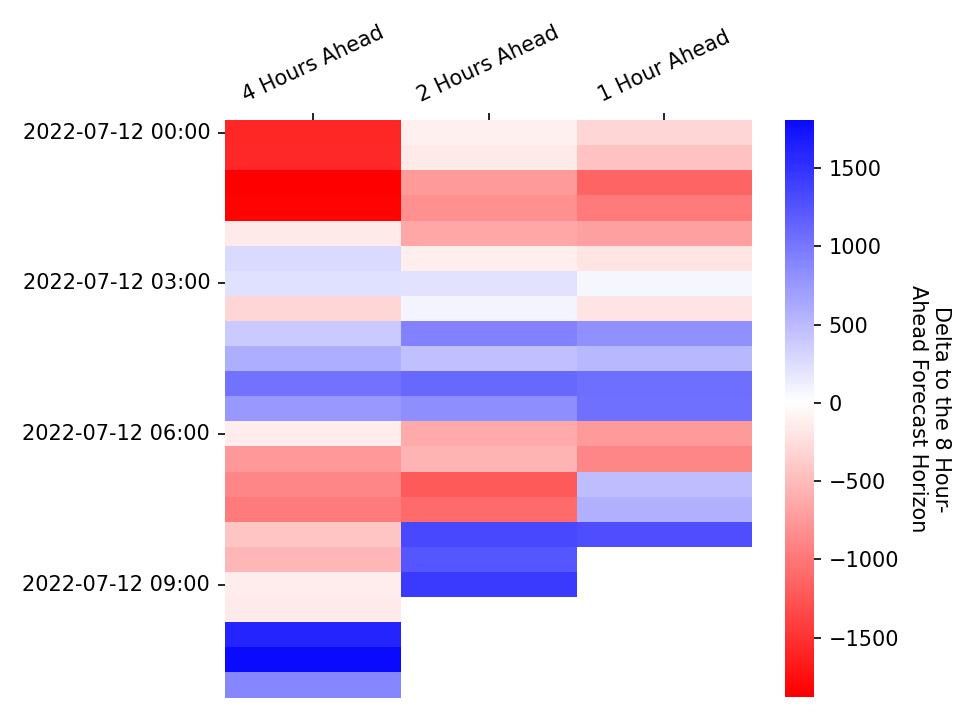 4 Hours Ahead
2 Hours Ahead
1 Hour Ahead
2022-07-12 00:00
2022-07-12 03:00
2022-07-12 06:00
2022-07-12 09:00
1500
1000
500
0
−500
−1000
−1500
Delta to the 8 Hour-
Ahead Forecast Horizon